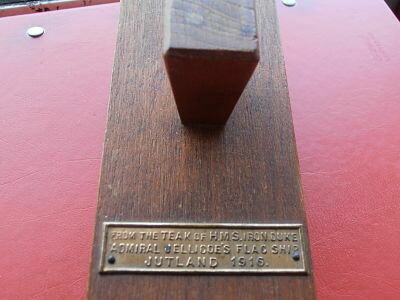 FROM THE TEAK OF H.M.S. IRON DUKE
ADMIRAL JELLICOE'S FLAG SHIP
JUTLAND 1916.